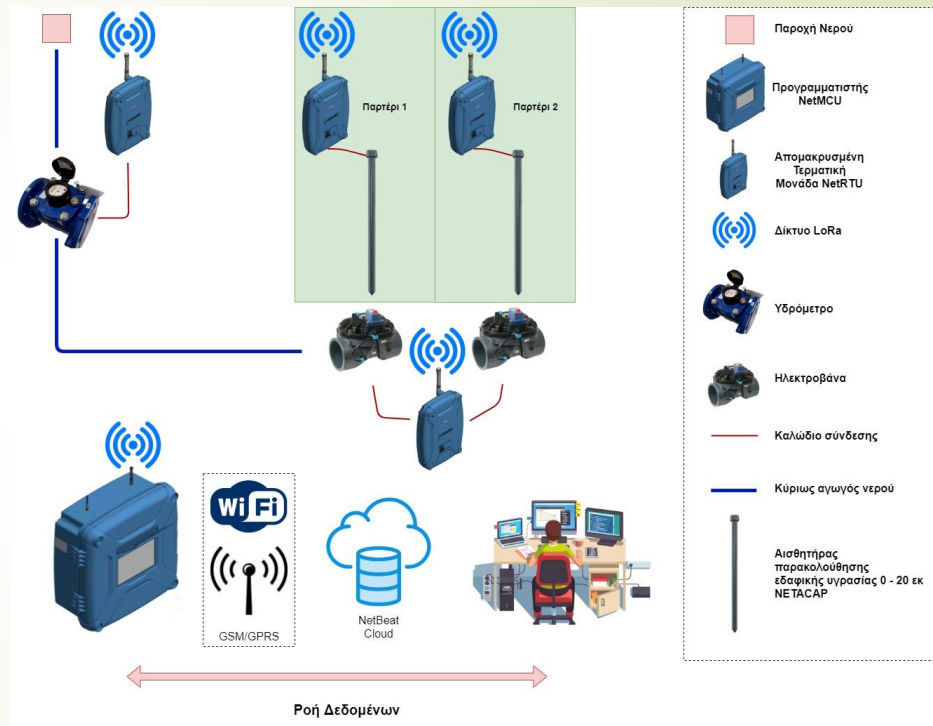 Παρτέρι 1
Παρτέρι 2
WiFi
GSM/GPRS
NetBeat
Cloud
Ροή Δεδομένων
Παροχή Νερού
Προγραμματιστής
NetMCU
Απομακρυσμένη
Τερματική
Μονάδα NetRTU
Δίκτυο LoRa
Υδρόμετρο
Ηλεκτροβάνα
Καλώδιο σύνδεσης
Κύριως αγωγός νερού
Αισθητήρας
παρακολούθησης
εδαφικής υγρασίας 0 - 20 εκ
NETACAP